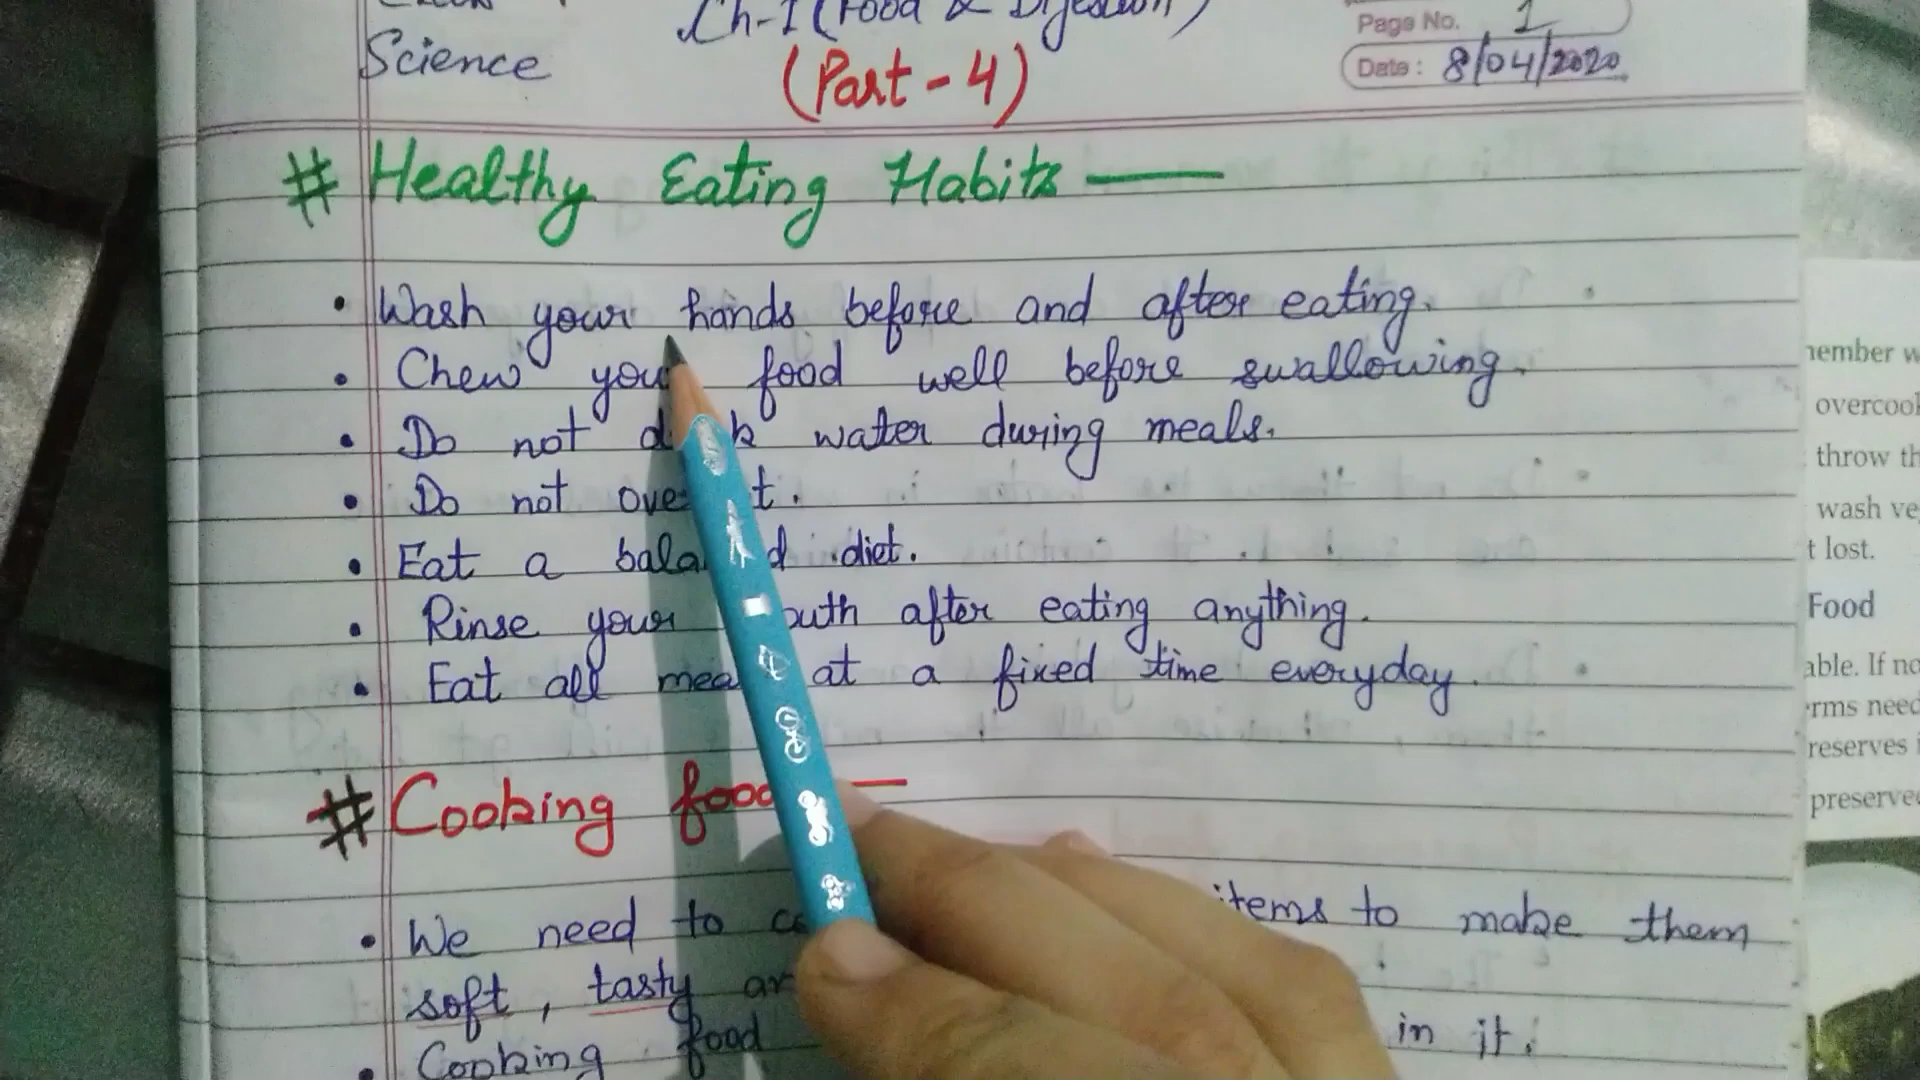 Science
Ch-1 (Food & Digestion)
(Part - 4)
Page No. 1
Date: 8/04/2020
# Healthy Eating Habits
• Wash your hands before and after eating.
• Chew your food well before swallowing.
• Do not water during meals.
• Do not
• Eat a diet.
• Rinse your after eating anything.
• Eat all at a fixed time everyday.
# Cooking food
• We need to items to make them
soft, tasty
• Cooking food in it.
overcook
throw th
wash ve
t lost.
Food
able. If no
rms need
reserves i
preserve